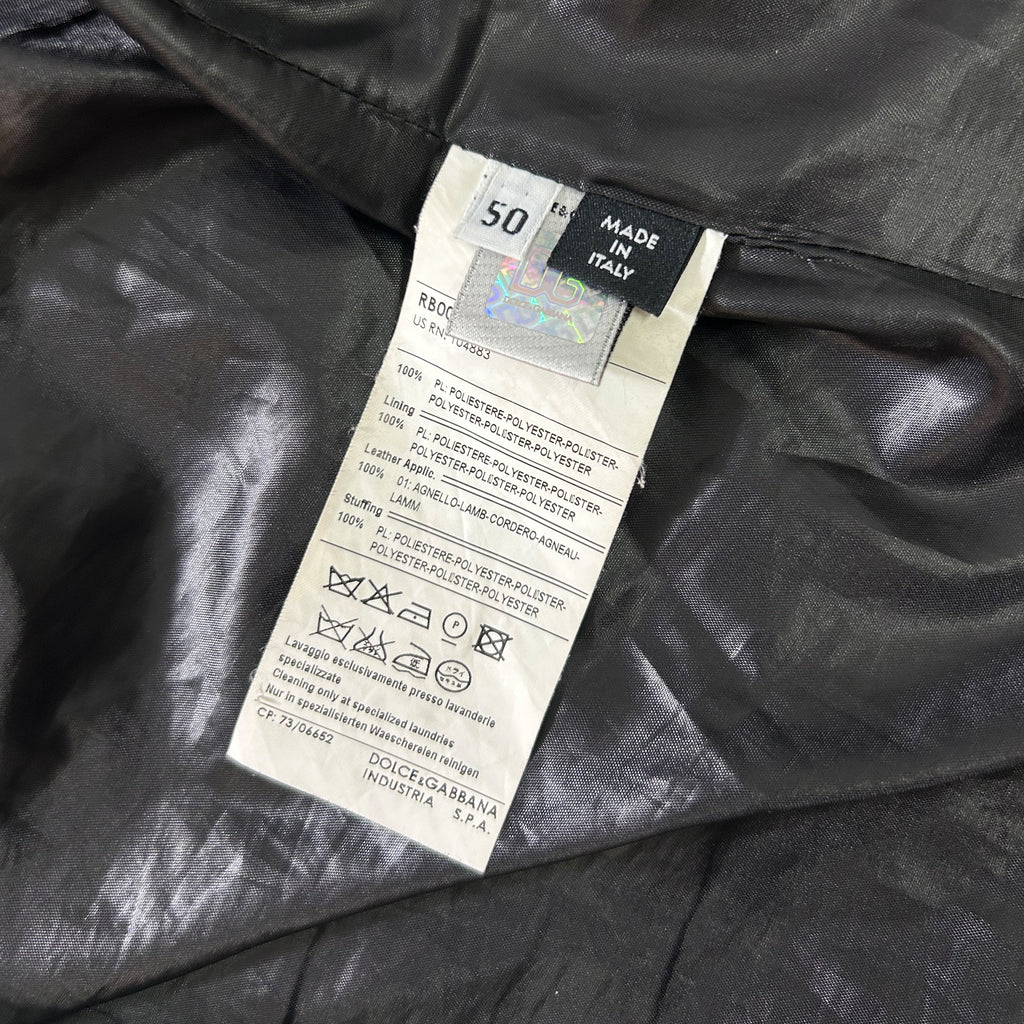 50
E&
MADE
IN
ITALY
DG
RB00
US RN: 104883
100% PL: POLIESTERE-POLYESTER-POLIESTER-
POLYESTER-POLIESTER-POLYESTER
Lining
100% PL: POLIESTERE-POLYESTER-POLIESTER-
POLYESTER-POLIESTER-POLYESTER
Leather Applic.
100% 01: AGNELLO-LAMB-CORDERO-AGNEAU-
LAMM
Stuffing
100% PL: POLIESTERE-POLYESTER-POLIESTER-
POLYESTER-POLIESTER-POLYESTER
P
Lavaggio esclusivamente presso lavanderie
specializzate
Cleaning only at specialized laundries
Nur in spezialisierten Waeschereien reinigen
CF: 73/06652
DOLCE&GABBANA
INDUSTRIA S.P.A.